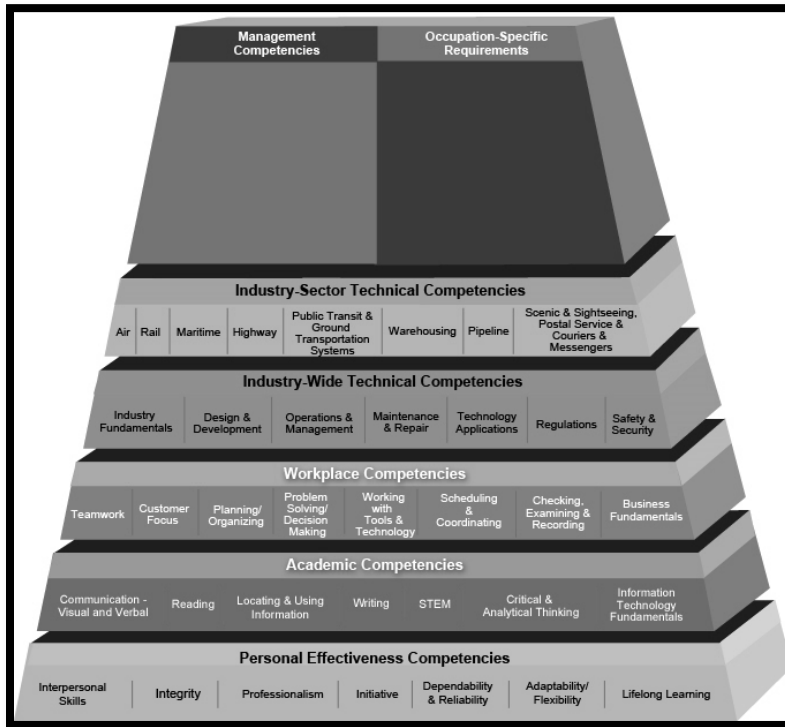 Management
Competencies
Occupation-Specific
Requirements
Industry-Sector Technical Competencies
Air
Rail
Maritime
Highway
Public Transit &
Ground
Transportation
Systems
Warehousing
Pipeline
Scenic & Sightseeing,
Postal Service &
Couriers &
Messengers
Industry-Wide Technical Competencies
Industry
Fundamentals
Design &
Development
Operations &
Management
Maintenance
& Repair
Technology
Applications
Regulations
Safety &
Security
Workplace Competencies
Teamwork
Customer
Focus
Planning/
Organizing
Problem
Solving/
Decision
Making
Working
with
Tools &
Technology
Scheduling
&
Coordinating
Checking,
Examining &
Recording
Business
Fundamentals
Academic Competencies
Communication -
Visual and Verbal
Reading
Locating & Using
Information
Writing
STEM
Critical &
Analytical Thinking
Information
Technology
Fundamentals
Personal Effectiveness Competencies
Interpersonal
Skills
Integrity
Professionalism
Initiative
Dependability
& Reliability
Adaptability/
Flexibility
Lifelong Learning